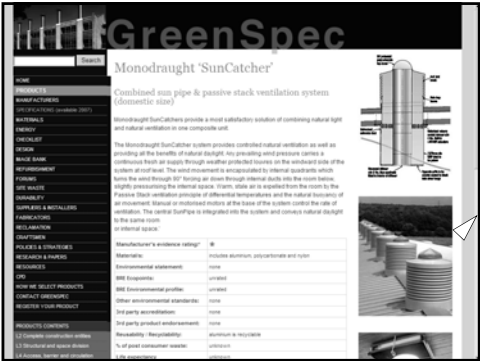 GreenSpec
Search
HOME
PRODUCTS
MANUFACTURERS
SPECIFICATIONS (available 2007)
MATERIALS
ENERGY
CHECKLIST
DESIGN
IMAGE BANK
REFURBISHMENT
FORUMS
SITE WASTE
DURABILITY
SUPPLIERS & INSTALLERS
FABRICATORS
RECLAMATION
CRAFTSMEN
POLICIES & STRATEGIES
RESEARCH & PAPERS
RESOURCES
CPD
HOW WE SELECT PRODUCTS
CONTACT GREENSPEC
REGISTER YOUR PRODUCT
PRODUCTS CONTENTS
L2 Complete construction entities
L3 Structural and space division
L4 Access, barrier and circulation
Monodraught 'SunCatcher'
Combined sun pipe & passive stack ventilation system
(domestic size)
Monodraught SunCatchers provide a most satisfactory solution of combining natural light
and natural ventilation in one composite unit.
The Monodraught SunCatcher system provides controlled natural ventilation as well as
providing all the benefits of natural daylight. Any prevailing wind pressure carries a
continuous fresh air supply through weather protected louvres on the windward side of the
system at roof level. The wind movement is encapsulated by internal quadrants which
turns the wind through 90° forcing air down through internal ducts into the room below,
slightly pressurising the internal space. Warm, stale air is expelled from the room by the
Passive Stack ventilation principle of differential temperatures and the natural buoyancy of
air movement. Manual or motorised motors at the base of the system control the rate of
ventilation. The central SunPipe is integrated into the system and conveys natural daylight
to the same room
or internal space.
Manufacturer's evidence rating:*
Materials: includes aluminium, polycarbonate and nylon
Environmental statement: none
BRE Ecopoints: unrated
BRE Environmental profile: unrated
Other environmental standards: none
3rd party accreditation: none
3rd party product endorsement: none
Reusability / Recyclability: aluminium is recyclable
% of post consumer waste: unknown
Life expectancy unknown